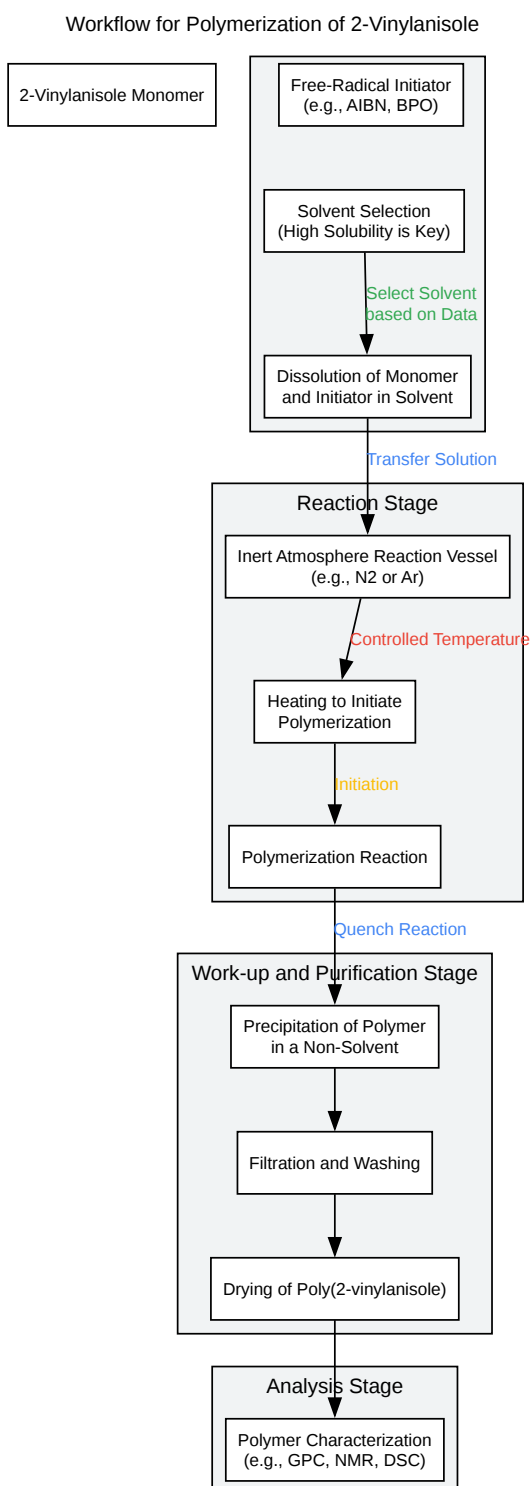 Workflow for Polymerization of 2-Vinylanisole
2-Vinylanisole Monomer
Free-Radical Initiator
(e.g., AIBN, BPO)
Solvent Selection
(High Solubility is Key)
Select Solvent
based on Data
Dissolution of Monomer
and Initiator in Solvent
Transfer Solution
Reaction Stage
Inert Atmosphere Reaction Vessel
(e.g., N2 or Ar)
Controlled Temperature
Heating to Initiate
Polymerization
Initiation
Polymerization Reaction
Quench Reaction
Work-up and Purification Stage
Precipitation of Polymer
in a Non-Solvent
Filtration and Washing
Drying of Poly(2-vinylanisole)
Analysis Stage
Polymer Characterization
(e.g., GPC, NMR, DSC)